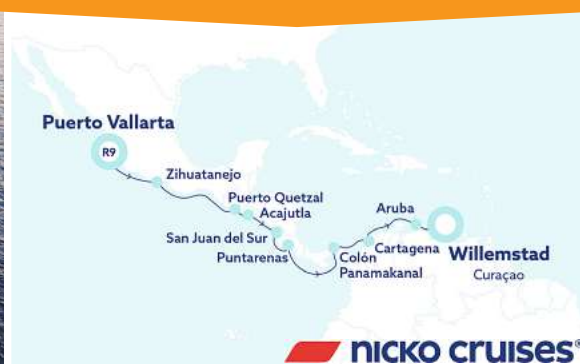 Puerto Vallarta
R9
Zihuatanejo
Puerto Quetzal
Acajutla
San Juan del Sur
Puntarenas
Aruba
Cartagena
Colón
Panamakanal
Willemstad
Curaçao
nicko cruises®